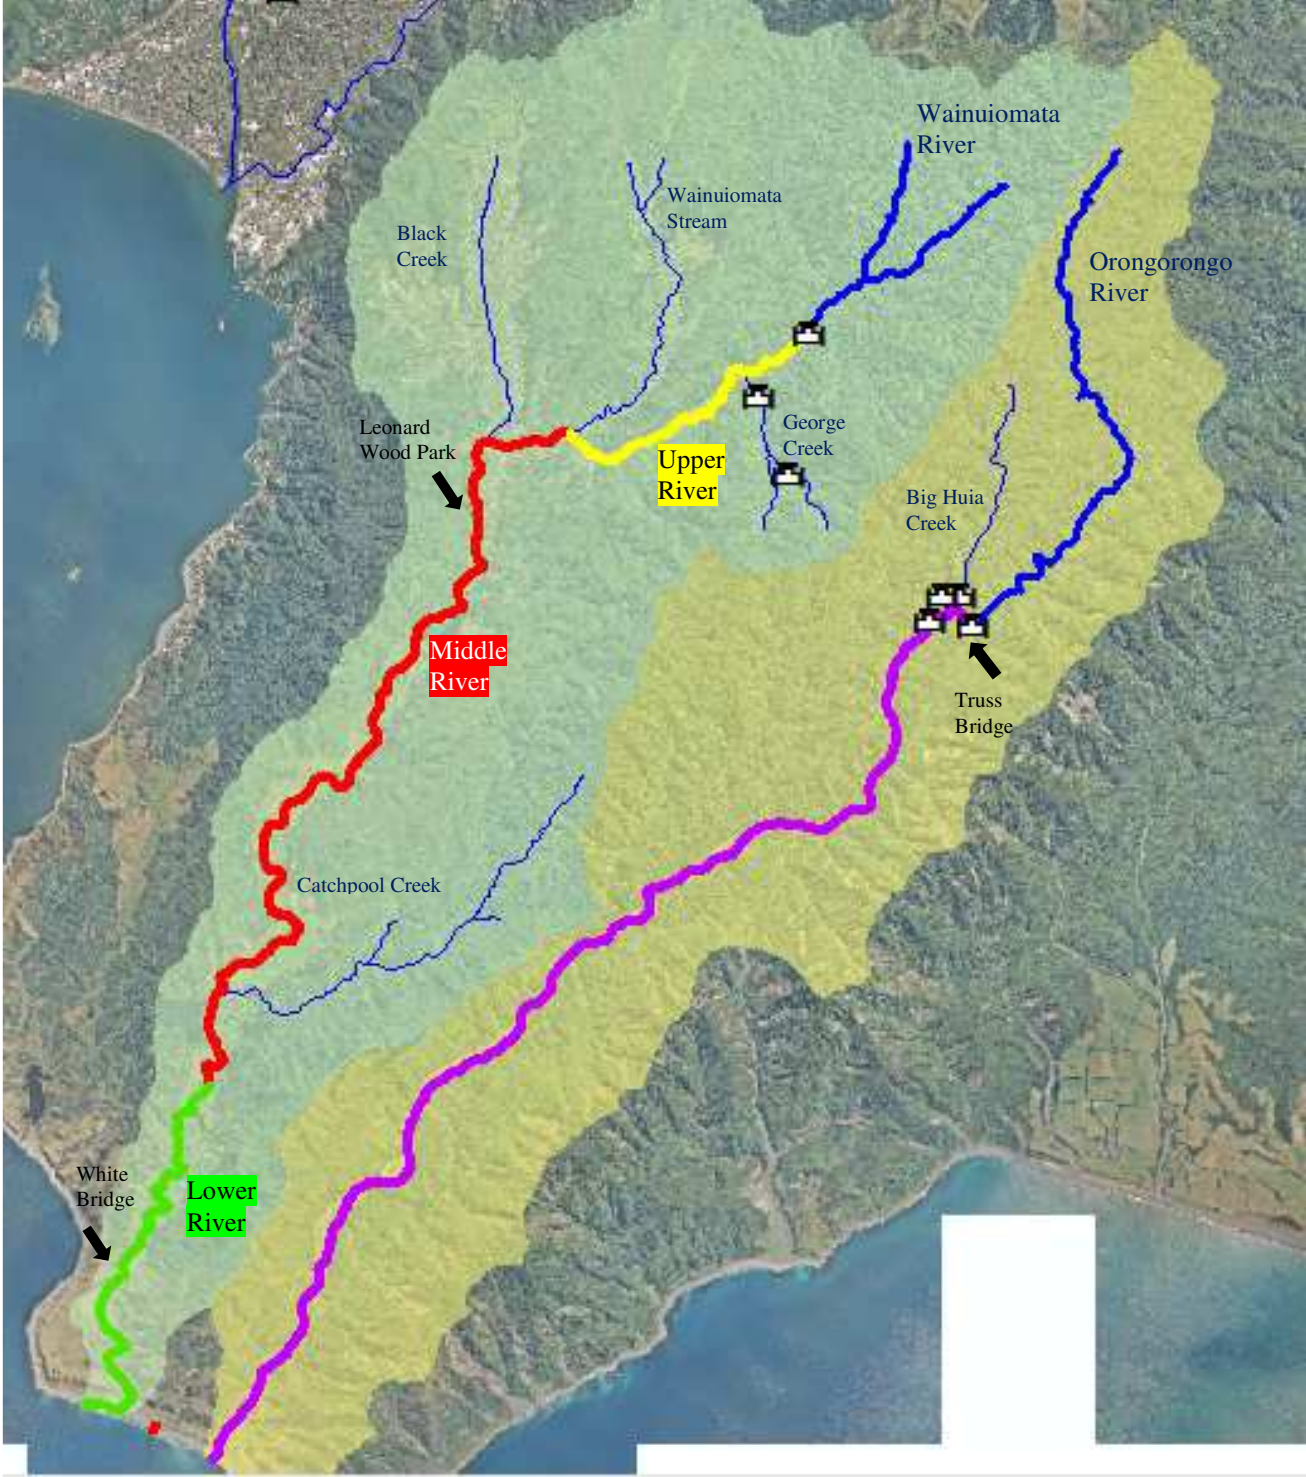 Wainuiomata
River
Wainuiomata
Stream
Black
Creek
Orongorongo
River
Leonard
Wood Park
George
Creek
Upper
River
Big Huia
Creek
Middle
River
Truss
Bridge
Catchpool Creek
White
Bridge
Lower
River